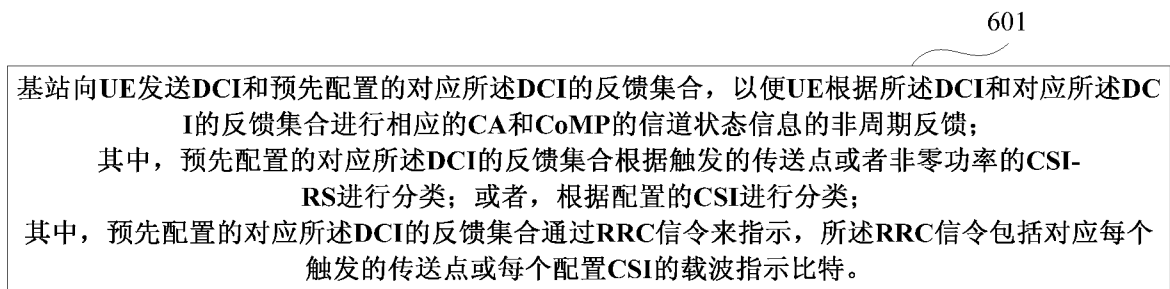 601
基站向UE发送DCI和预先配置的对应所述DCI的反馈集合，以便UE根据所述DCI和对应所述DC
I的反馈集合进行相应的CA和CoMP的信道状态信息的非周期反馈；
其中，预先配置的对应所述DCI的反馈集合根据触发的传送点或者非零功率的CSI-
RS进行分类；或者，根据配置的CSI进行分类；
其中，预先配置的对应所述DCI的反馈集合通过RRC信令来指示，所述RRC信令包括对应每个
触发的传送点或每个配置CSI的载波指示比特。